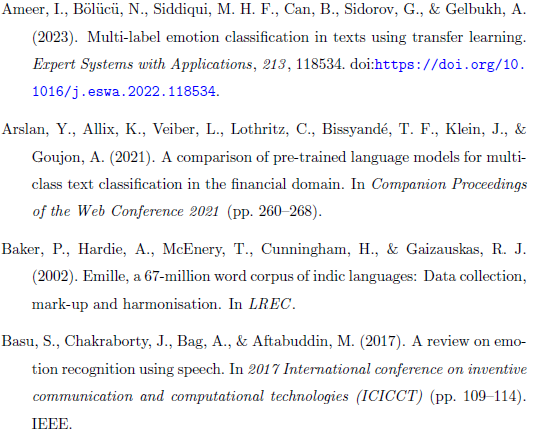 Ameer, I., Bölücü, N., Siddiqui, M. H. F., Can, B., Sidorov, G., & Gelbukh, A.
(2023). Multi-label emotion classification in texts using transfer learning.
Expert Systems with Applications, 213, 118534. doi:https://doi.org/10.
1016/j.eswa.2022.118534.
Arslan, Y., Allix, K., Veiber, L., Lothritz, C., Bissyandé, T. F., Klein, J., &
Goujon, A. (2021). A comparison of pre-trained language models for multi-
class text classification in the financial domain. In Companion Proceedings
of the Web Conference 2021 (pp. 260–268).
Baker, P., Hardie, A., McEnery, T., Cunningham, H., & Gaizauskas, R. J.
(2002). Emille, a 67-million word corpus of indic languages: Data collection,
mark-up and harmonisation. In LREC.
Basu, S., Chakraborty, J., Bag, A., & Aftabuddin, M. (2017). A review on emo-
tion recognition using speech. In 2017 International conference on inventive
communication and computational technologies (ICICCT) (pp. 109–114).
IEEE.